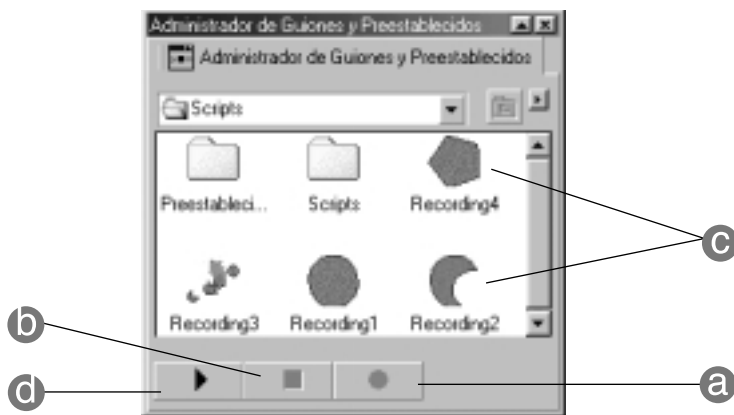 Administrador de Guiones y Preestablecidos
Administrador de Guiones y Preestablecidos
Scripts
Preestableci...
Scripts
Recording4
c
Recording3
Recording1
Recording2
b
d
a